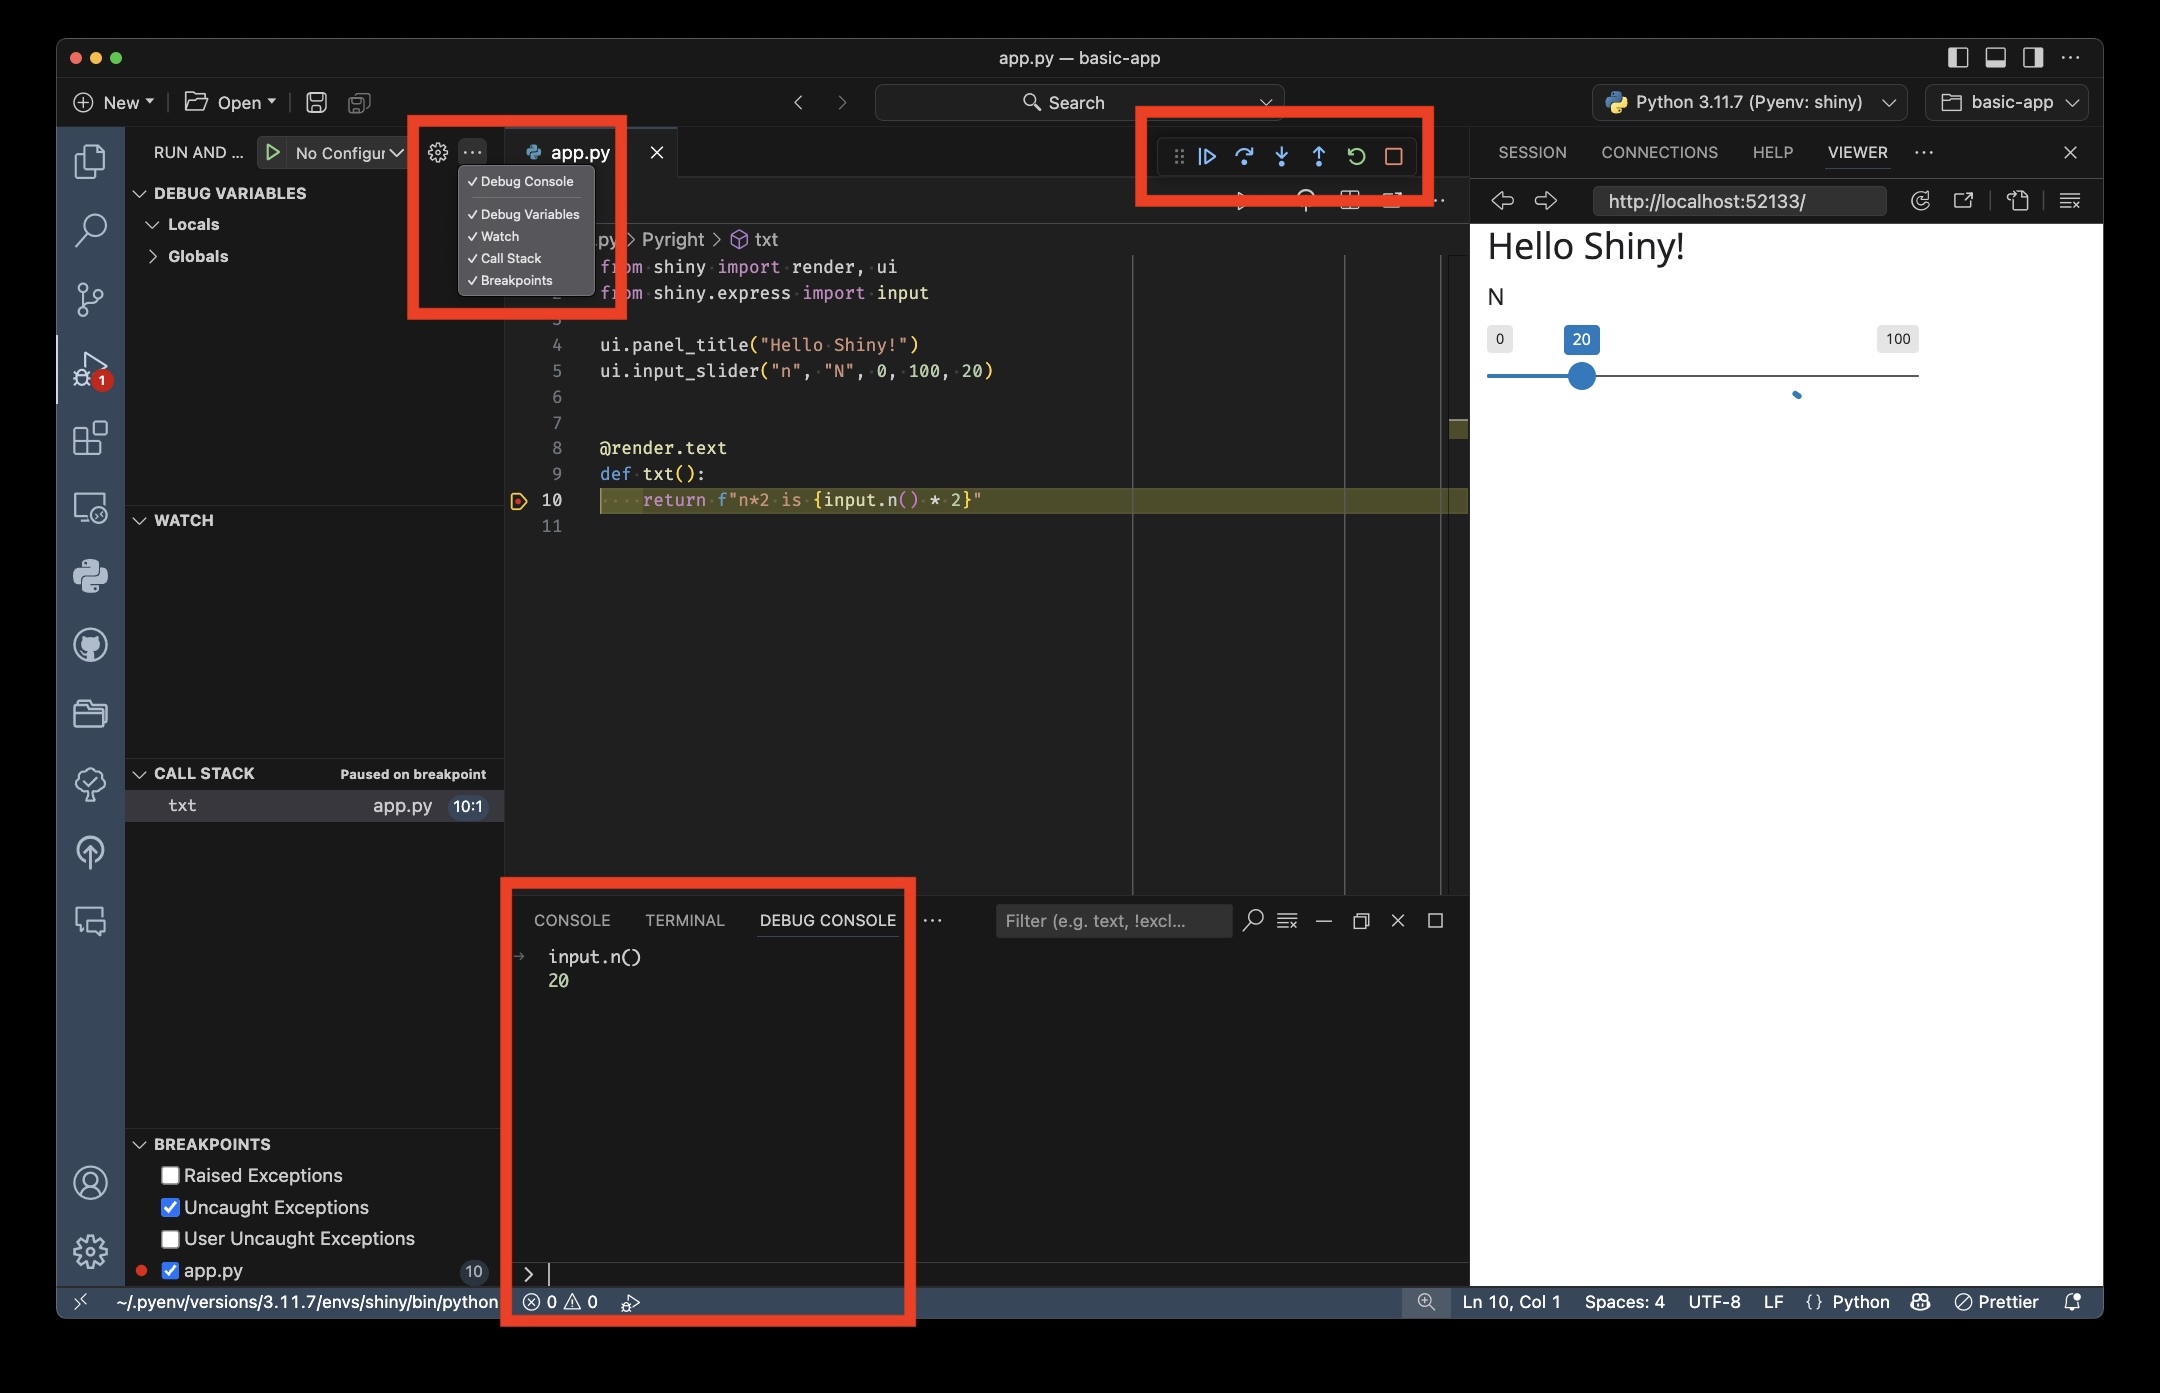 app.py — basic-app
New
Open
Search
Python 3.11.7 (Pyenv: shiny)
basic-app
RUN AND ...
No Configur
app.py
SESSION
CONNECTIONS
HELP
VIEWER
Debug Console
Debug Variables
Watch
Call Stack
Breakpoints
DEBUG VARIABLES
Locals
Globals
http://localhost:52133/
.py > Pyright > txt
from shiny import render, ui
2 from shiny.express import input
3
4 ui.panel_title("Hello Shiny!")
5 ui.input_slider("n", "N", 0, 100, 20)
6
7
8 @render.text
9 def txt():
10 return f"n*2 is {input.n() * 2}"
11
Hello Shiny!
N
0
20
100
1
WATCH
CALL STACK
Paused on breakpoint
txt
app.py
10:1
CONSOLE
TERMINAL
DEBUG CONSOLE
Filter (e.g. text, !excl...
input.n()
20
BREAKPOINTS
Raised Exceptions
Uncaught Exceptions
User Uncaught Exceptions
app.py
10
>
~/.pyenv/versions/3.11.7/envs/shiny/bin/python
0
0
Ln 10, Col 1
Spaces: 4
UTF-8
LF
{} Python
Prettier